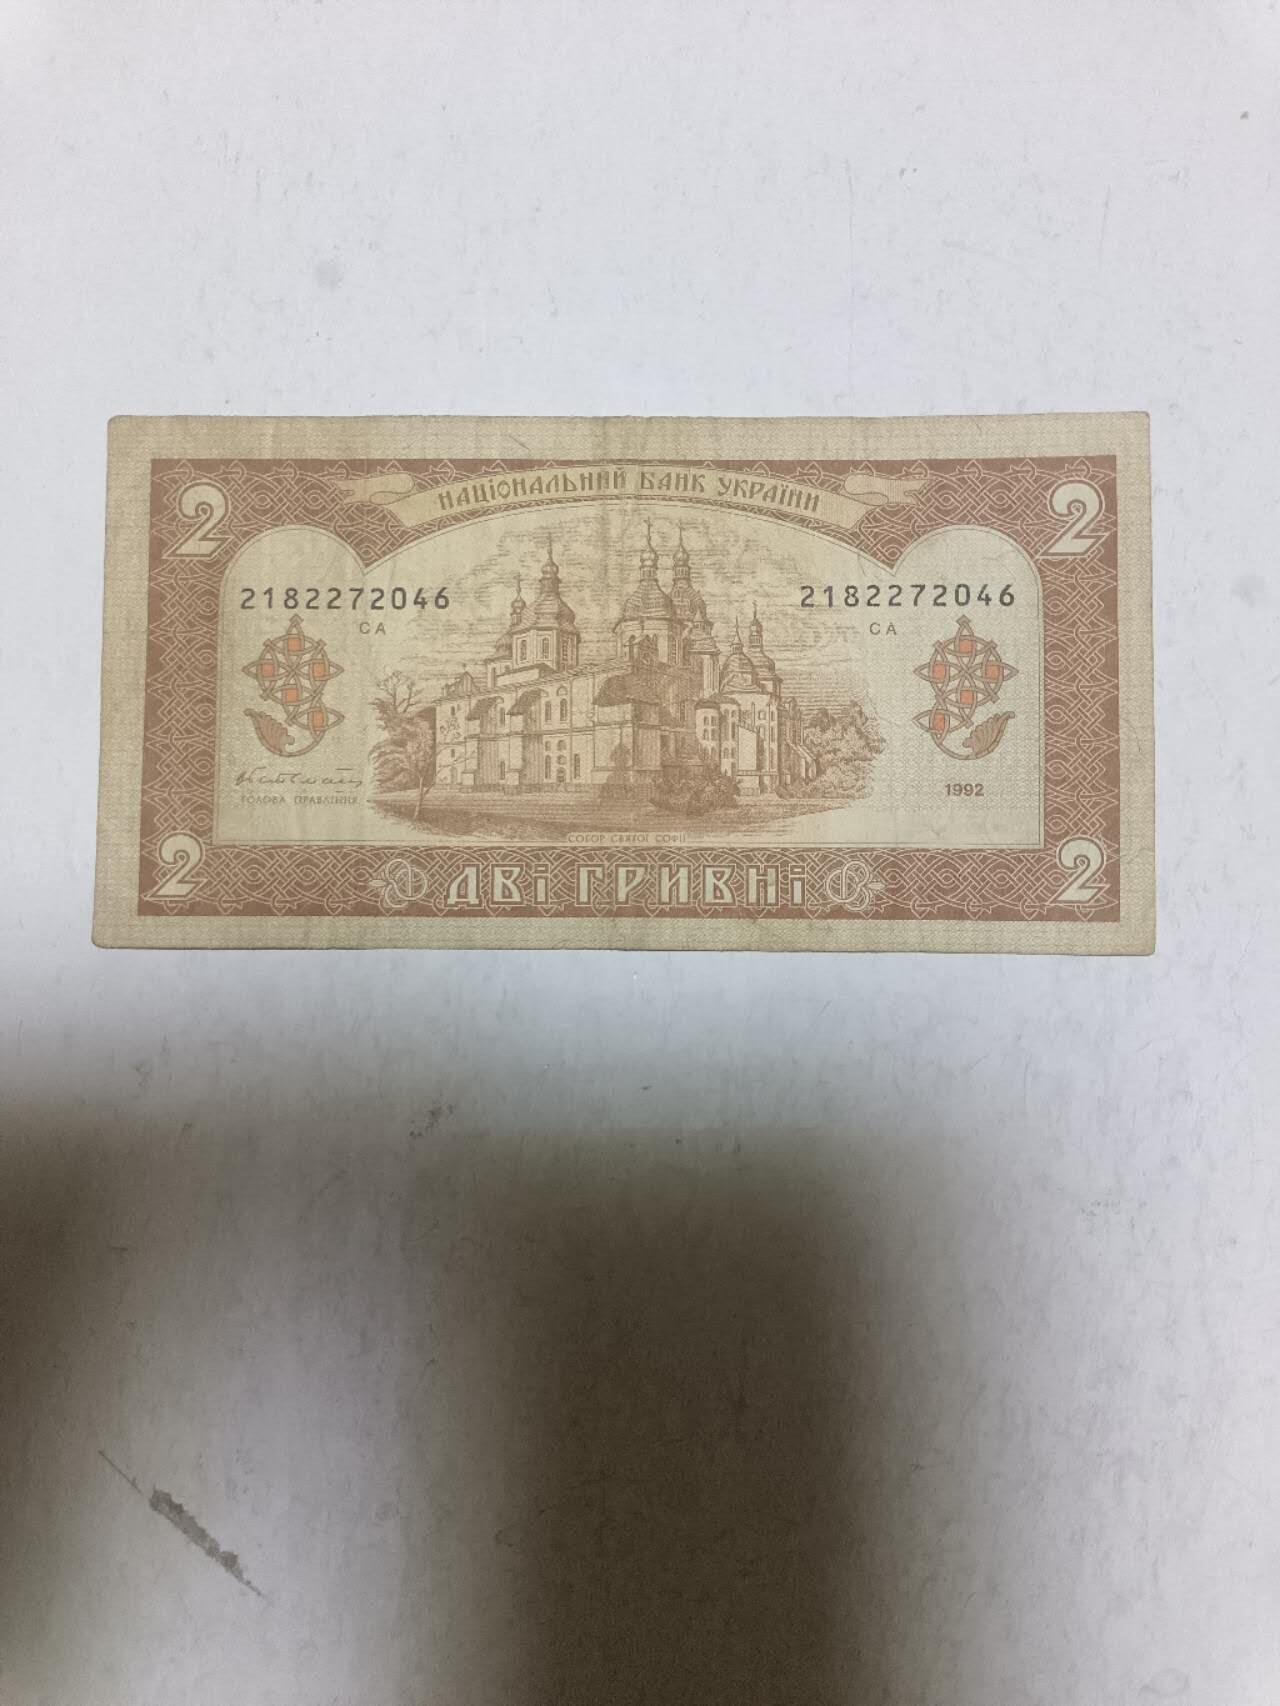 2 НАЦІОНАЛЬНИЙ БАНК УКРАЇНИ 2
2182272046 2182272046
СА СА
ГОЛОВА ПРАВЛІННЯ 1992
СОБОР СВЯТОЇ СОФІЇ
2 ДВІ ГРИВНІ 2